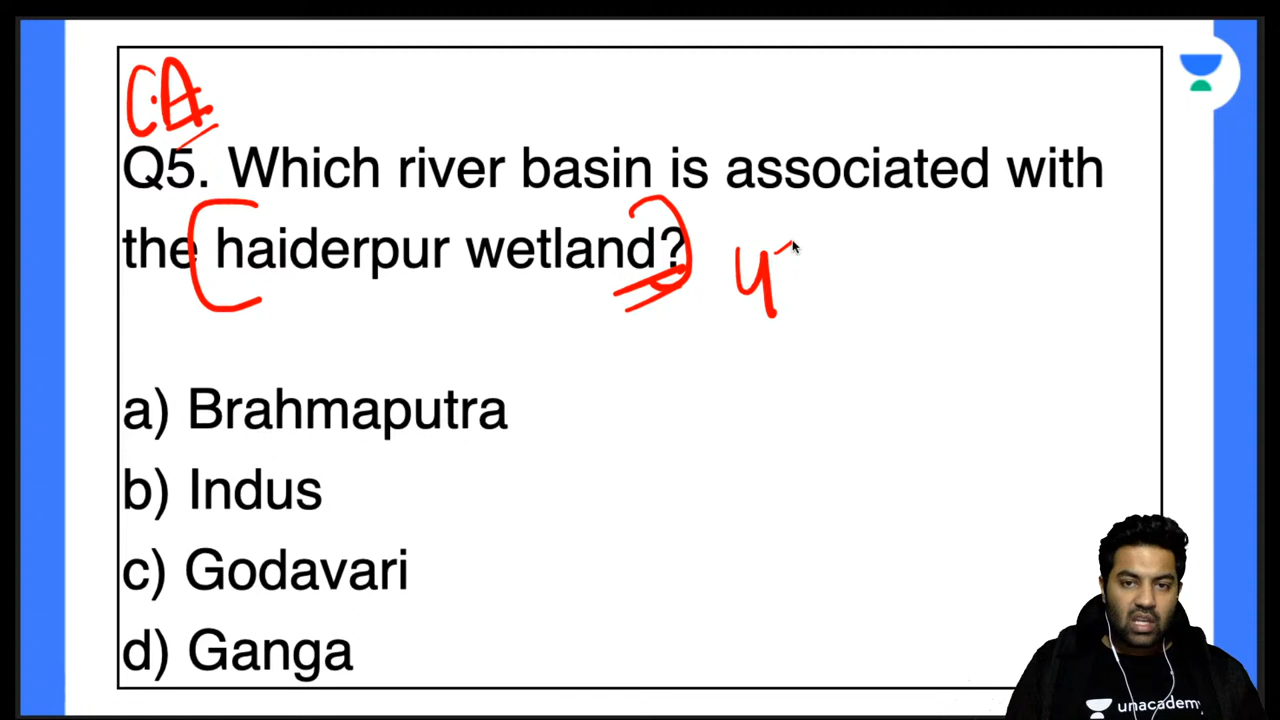 C.A
Q5. Which river basin is associated with
the haiderpur wetland?
a) Brahmaputra
b) Indus
c) Godavari
d) Ganga
unacademy